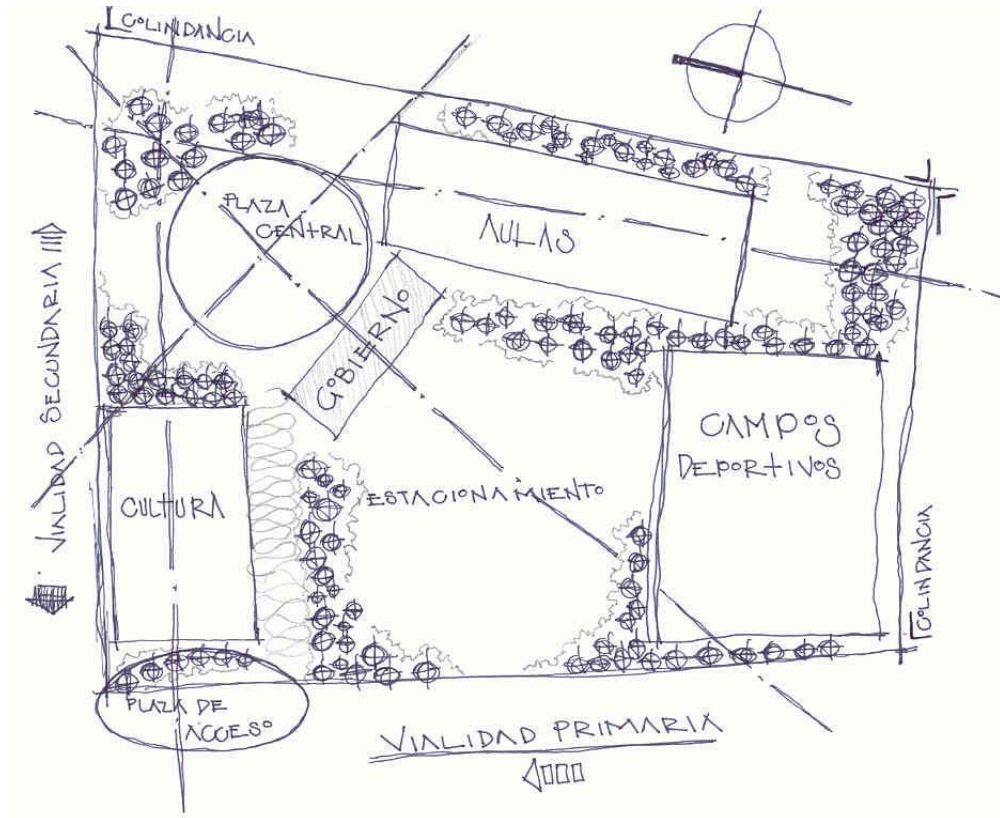 COLINDANCIA
PLAZA
CENTRAL
AULAS
GOBIERNO
VIALIDAD SECUNDARIA
CAMPOS
DEPORTIVOS
CULTURA
ESTACIONAMIENTO
COLINDANCIA
PLAZA DE
ACCESO
VIALIDAD PRIMARIA